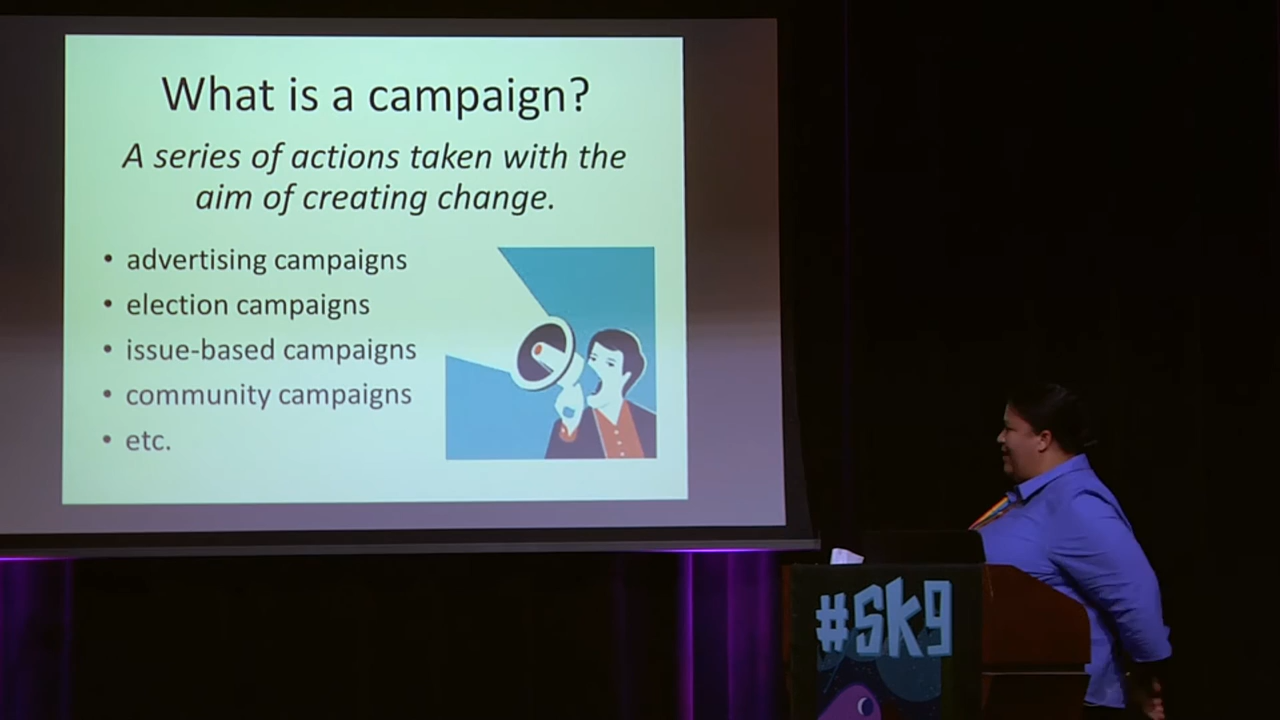 What is a campaign?
A series of actions taken with the
aim of creating change.
• advertising campaigns
• election campaigns
• issue-based campaigns
• community campaigns
• etc.
#sk9